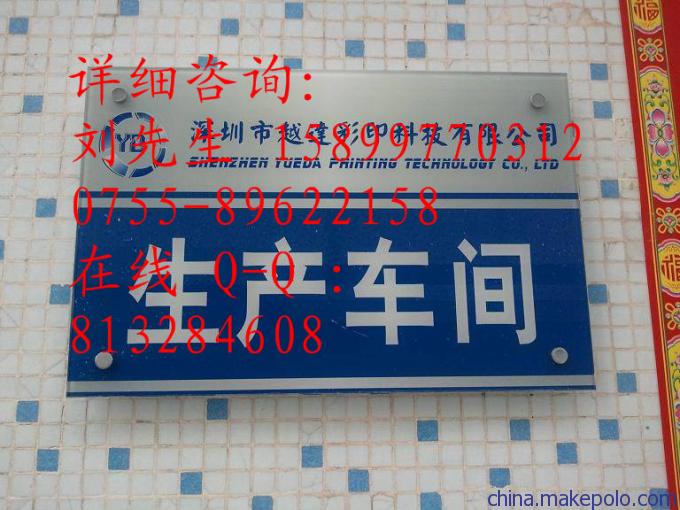 详细咨询:
YD
深圳市越达彩印科技有限公司
刘先生 15899770312
SHENZHEN YUEDA PRINTING TECHNOLOGY CO., LTD
0755-89622158
在线 Q-Q :
生产车间
813284608
福
china.makepolo.com